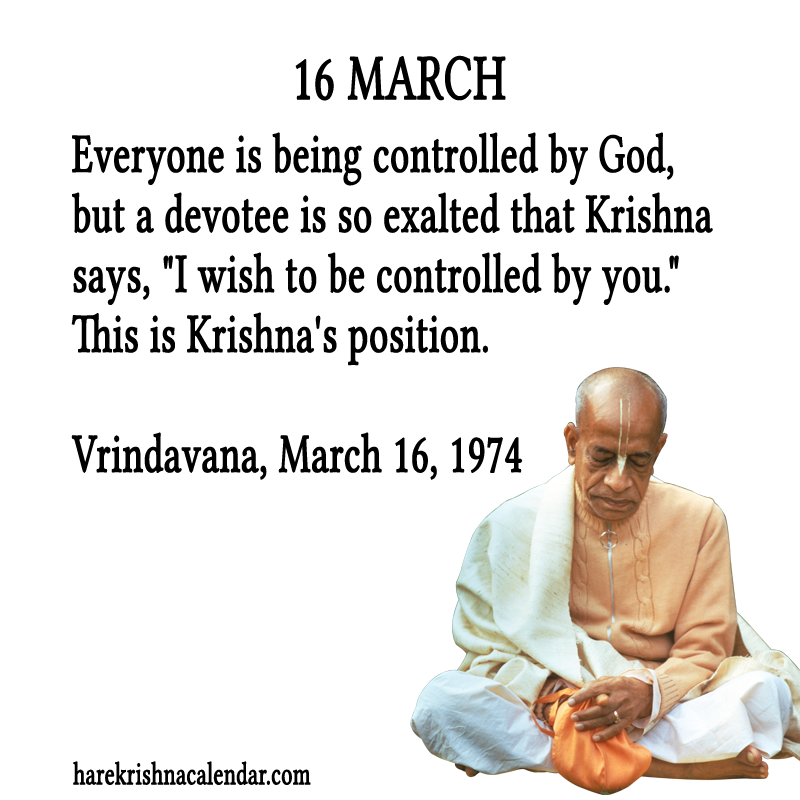 16 MARCH
Everyone is being controlled by God,
but a devotee is so exalted that Krishna
says, "I wish to be controlled by you."
This is Krishna's position.
Vrindavana, March 16, 1974
harekrishnacalendar.com